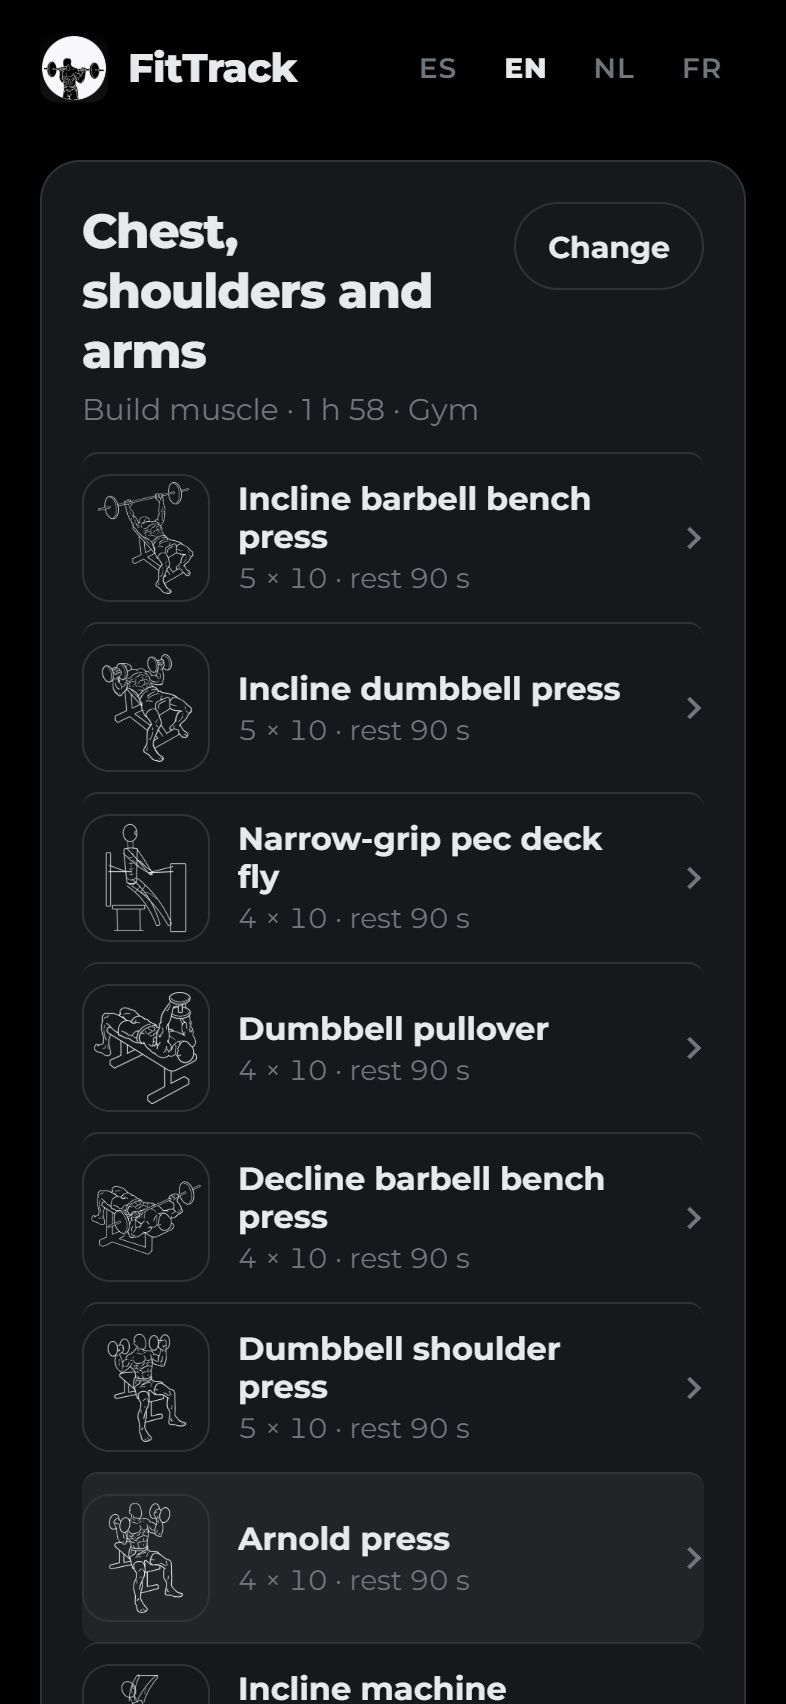 FitTrack
ES EN NL FR
Chest,
shoulders and
arms
Change
Build muscle · 1 h 58 · Gym
Incline barbell bench
press
5 × 10 · rest 90 s
Incline dumbbell press
5 × 10 · rest 90 s
Narrow-grip pec deck
fly
4 × 10 · rest 90 s
Dumbbell pullover
4 × 10 · rest 90 s
Decline barbell bench
press
4 × 10 · rest 90 s
Dumbbell shoulder
press
5 × 10 · rest 90 s
Arnold press
4 × 10 · rest 90 s
Incline machine